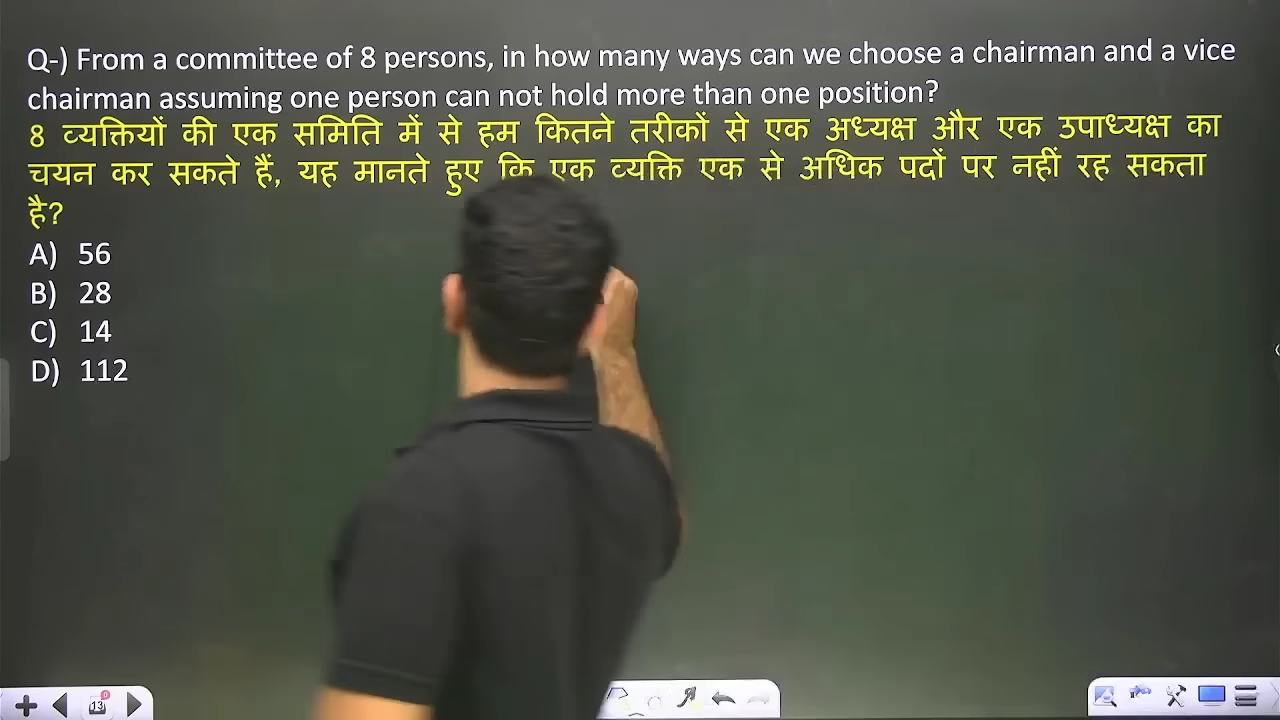 Q-) From a committee of 8 persons, in how many ways can we choose a chairman and a vice
chairman assuming one person can not hold more than one position?
8 व्यक्तियों की एक समिति में से हम कितने तरीकों से एक अध्यक्ष और एक उपाध्यक्ष का
चयन कर सकते हैं, यह मानते हुए कि एक व्यक्ति एक से अधिक पदों पर नहीं रह सकता
है?
A) 56
B) 28
C) 14
D) 112
13
0